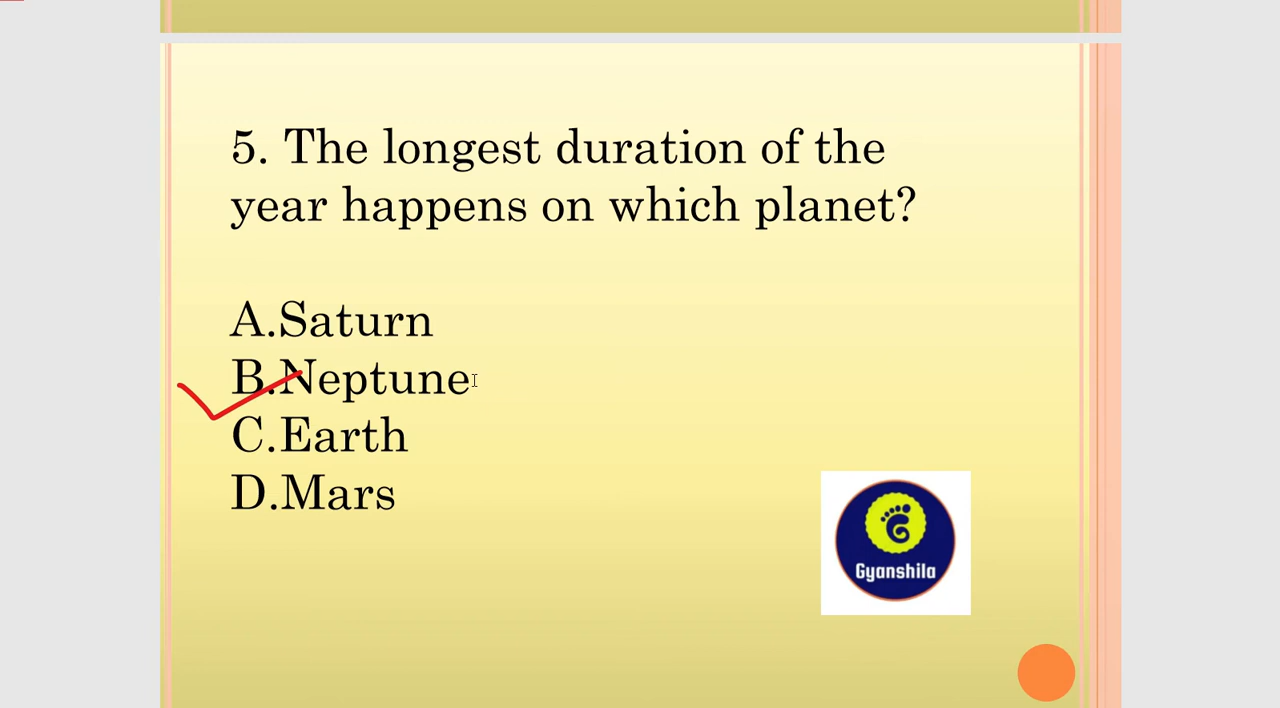 5. The longest duration of the
year happens on which planet?
A.Saturn
B.Neptune
C.Earth
D.Mars
Gyanshila